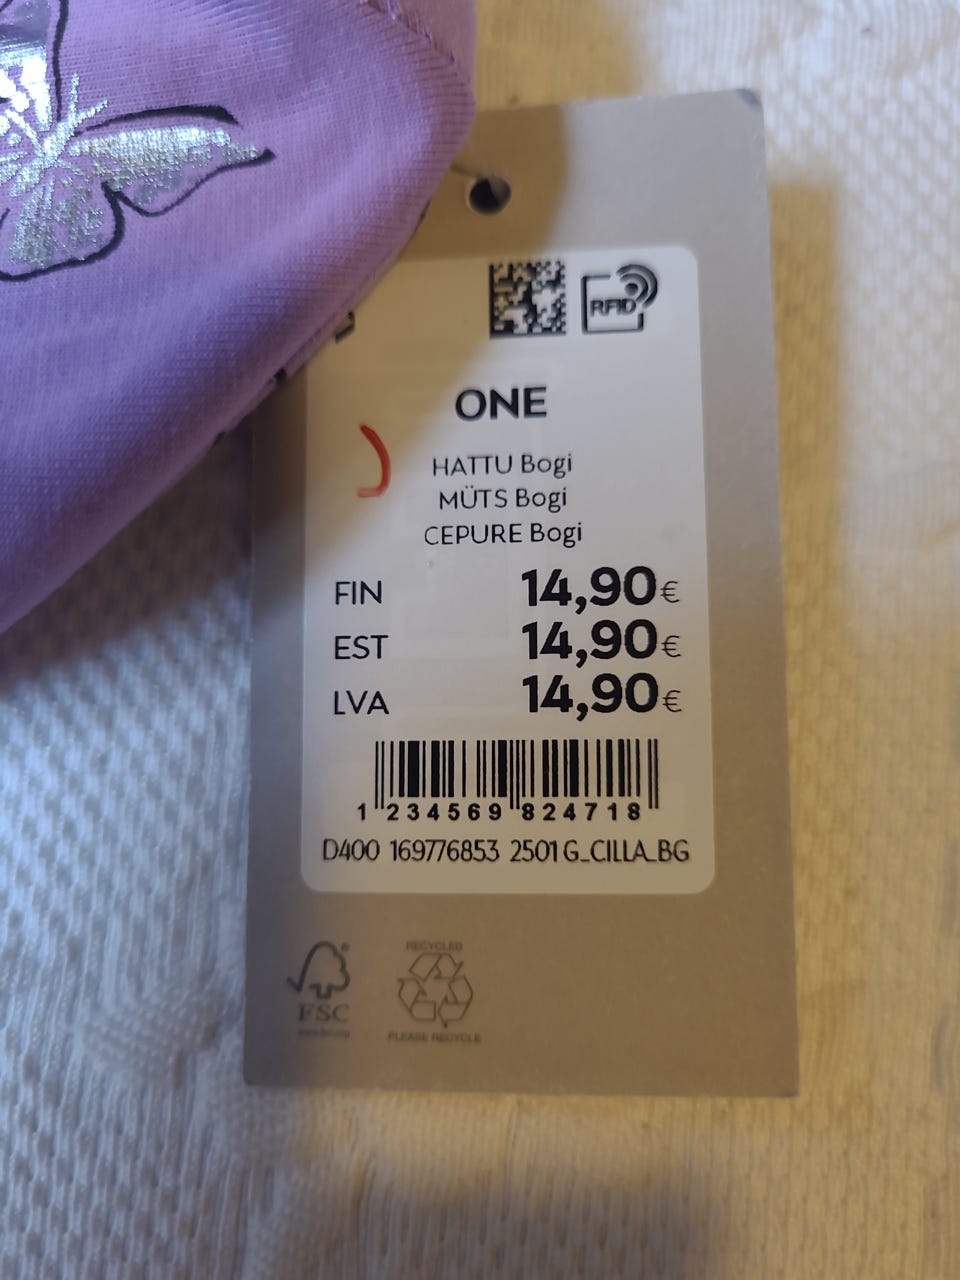 RFID
ONE
HATTU Bogi
MÜTS Bogi
CEPURE Bogi
FIN 14,90€
EST 14,90€
LVA 14,90€
1 234569 824718
D400 169776853 2501 G_CILLA_BG
RECYCLED
FSC
PLEASE RECYCLE